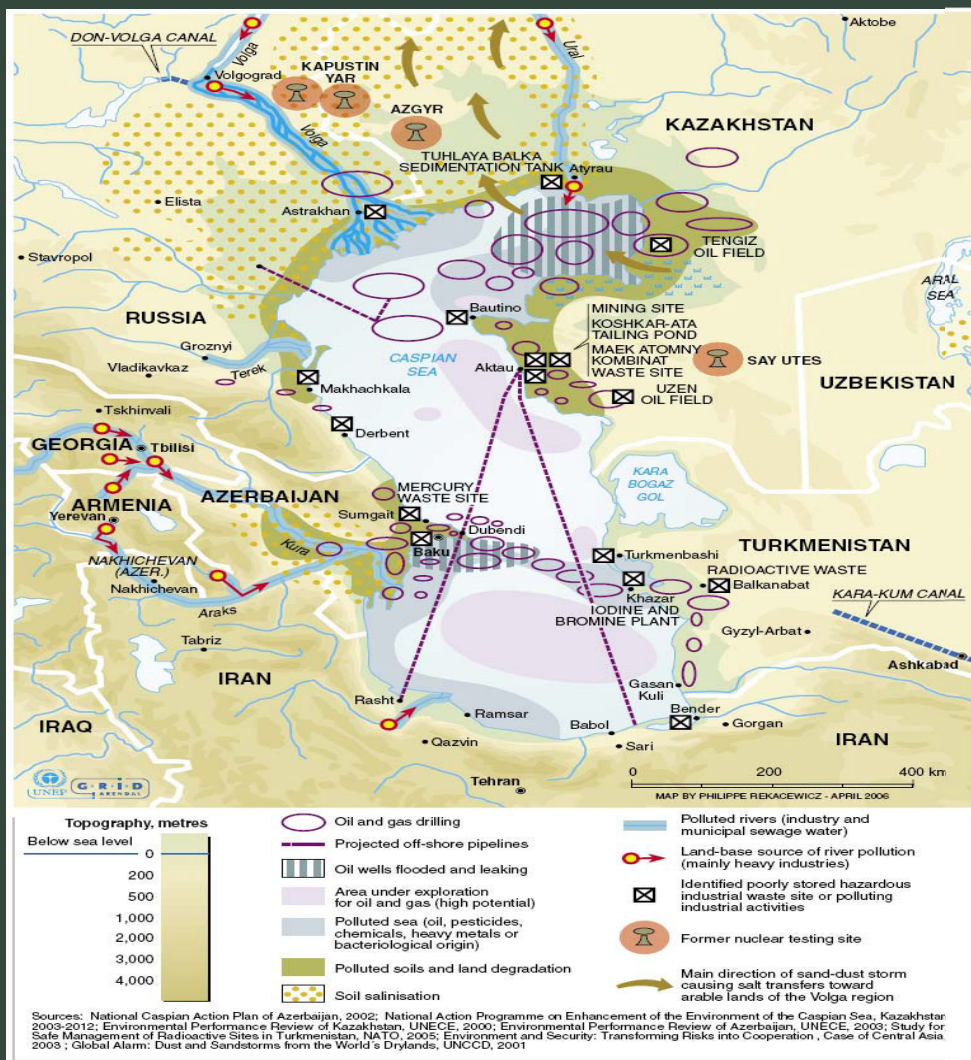 Aktobe
DON-VOLGA CANAL
Volga
Ural
Volgograd
KAPUSTIN
YAR
AZGYR
KAZAKHSTAN
Volga
TUHLAYA BALKA
SEDIMENTATION TANK
Atyrau
Elista
Astrakhan
TENGIZ
OIL FIELD
Stavropol
ARAL
SEA
Bautino
MINING SITE
KOSHKAR-ATA
TAILING POND
RUSSIA
MAEK ATOMNY
KOMBINAT
WASTE SITE
SAY UTES
Groznyi
CASPIAN
SEA
Aktau
Vladikavkaz
Terek
UZBEKISTAN
Makhachkala
UZEN
OIL FIELD
Tskhinvali
Derbent
GEORGIA
Tbilisi
KARA
BOGAZ
GOL
AZERBAIJAN
MERCURY
WASTE SITE
ARMENIA
Yerevan
Sumgait
Dubendi
Baku
Kura
NAKHICHEVAN
(AZER.)
Turkmenbashi
TURKMENISTAN
RADIOACTIVE WASTE
Nakhichevan
Balkanabat
Khazar
KARA-KUM CANAL
Araks
IODINE AND
BROMINE PLANT
Gyzyl-Arbat
Tabriz
Ashkabad
IRAN
Gasan
Kuli
Rasht
Bender
Ramsar
Babol
Gorgan
IRAQ
Qazvin
Sari
IRAN
Tehran
0 200 400 km
UNEP
G R I D
ARENDAL
MAP BY PHILIPPE REKACEWICZ - APRIL 2006
Topography, metres
Below sea level
0
200
500
1,000
2,000
3,000
4,000
Oil and gas drilling
Projected off-shore pipelines
Oil wells flooded and leaking
Area under exploration
for oil and gas (high potential)
Polluted sea (oil, pesticides,
chemicals, heavy metals or
bacteriological origin)
Polluted soils and land degradation
Soil salinisation
Polluted rivers (industry and
municipal sewage water)
Land-base source of river pollution
(mainly heavy industries)
Identified poorly stored hazardous
industrial waste site or polluting
industrial activities
Former nuclear testing site
Main direction of sand-dust storm
causing salt transfers toward
arable lands of the Volga region
Sources: National Caspian Action Plan of Azerbaijan, 2002; National Action Programme on Enhancement of the Environment of the Caspian Sea, Kazakhstan
2003-2012; Environmental Performance Review of Kazakhstan, UNECE, 2000; Environmental Performance Review of Azerbaijan, UNECE, 2003; Study for
Safe Management of Radioactive Sites in Turkmenistan, NATO, 2005; Environment and Security: Transforming Risks into Cooperation , Case of Central Asia
2003 ; Global Alarm: Dust and Sandstorms from the World's Drylands, UNCCD, 2001